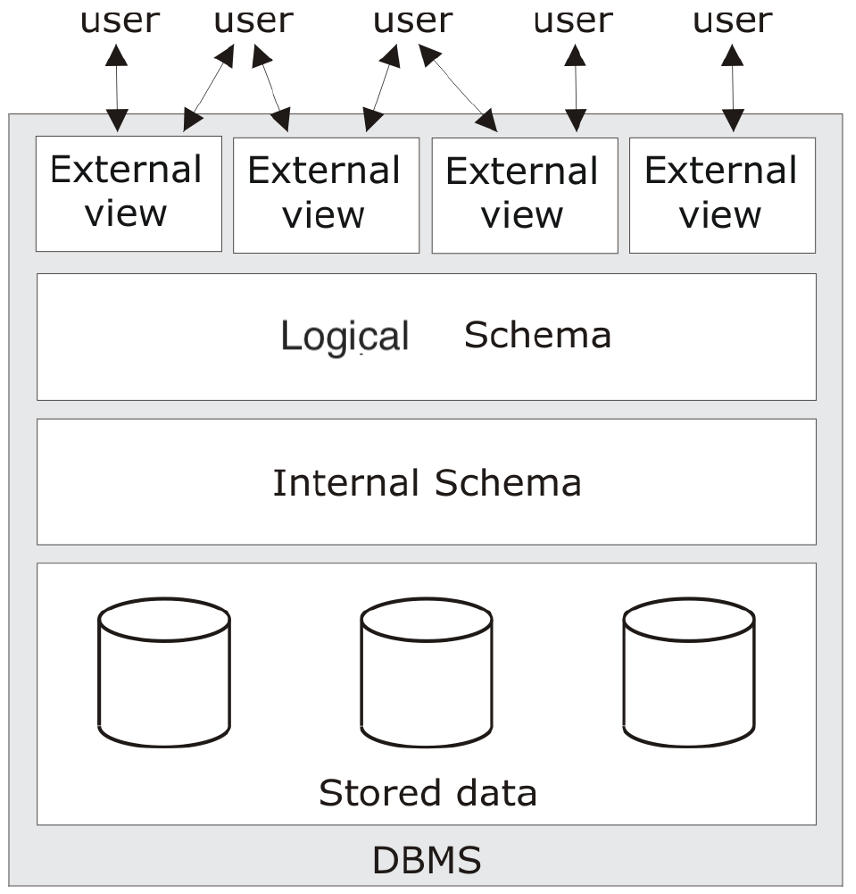 user user user user user
External view
External view
External view
External view
Logical Schema
Internal Schema
Stored data
DBMS